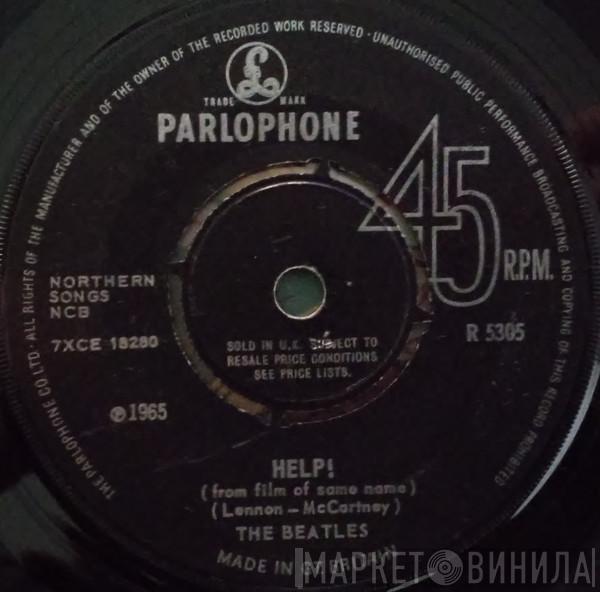 THE PARLOPHONE CO LTD. ALL RIGHTS OF THE MANUFACTURER AND OF THE OWNER OF THE RECORDED WORK RESERVED · UNAUTHORISED PUBLIC PERFORMANCE BROADCASTING AND COPYING OF THIS RECORD PROHIBITED
£
TRADE MARK
PARLOPHONE
45
R.P.M.
NORTHERN
SONGS
NCB
7XCE 18280
R 5305
SOLD IN U.K. SUBJECT TO
RESALE PRICE CONDITIONS
SEE PRICE LISTS.
℗1965
HELP!
(from film of same name)
(Lennon-McCartney)
THE BEATLES
MADE IN GT. BRITAIN
МАРКЕТ ВИНИЛА